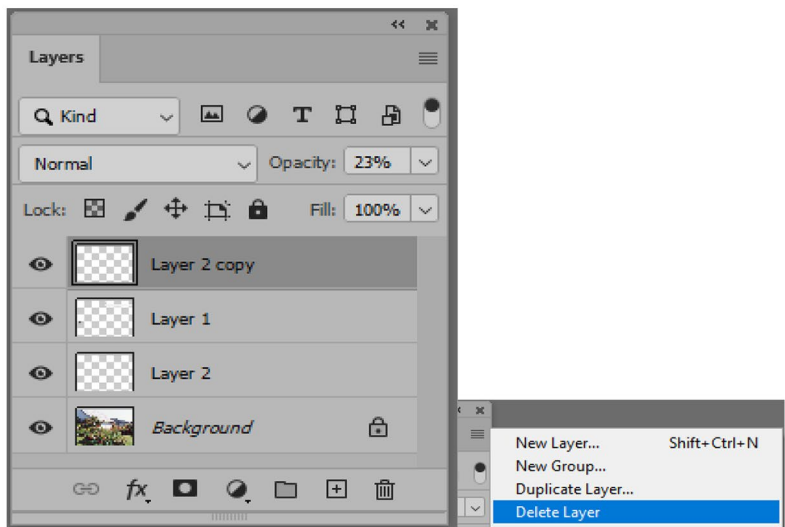 Layers
Kind
Normal Opacity: 23%
Lock: Fill: 100%
Layer 2 copy
Layer 1
Layer 2
Background
fx
New Layer... Shift+Ctrl+N
New Group...
Duplicate Layer...
Delete Layer